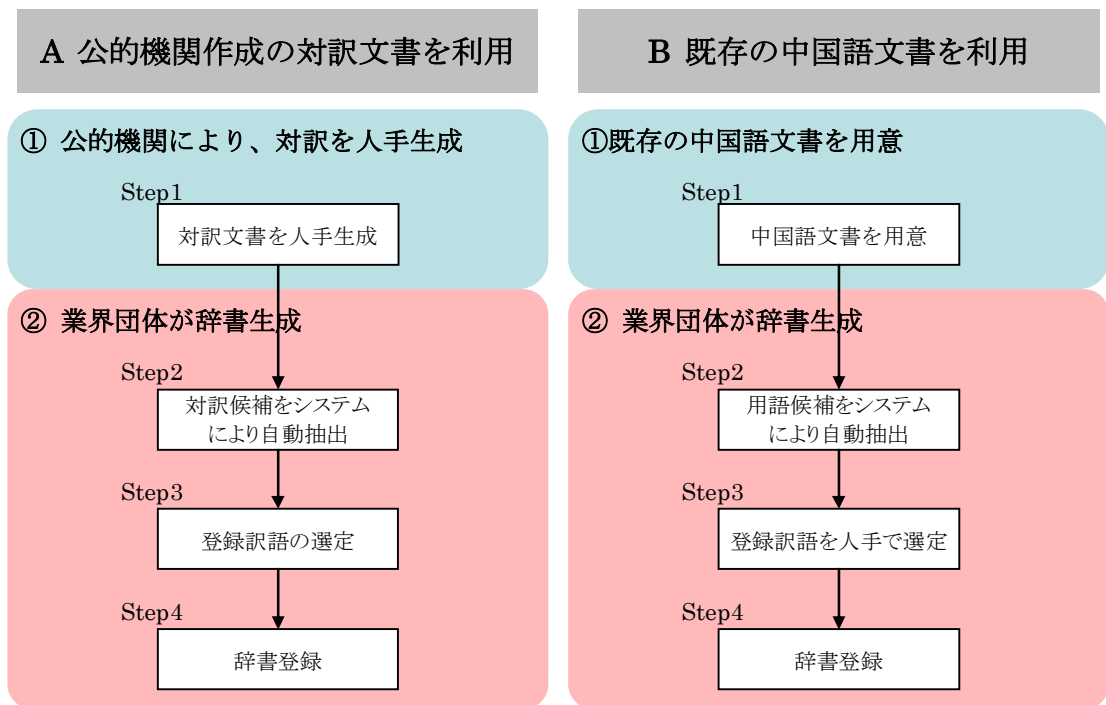 A 公的機関作成の対訳文書を利用
① 公的機関により、対訳を人手生成
Step1
対訳文書を人手生成
② 業界団体が辞書生成
Step2
対訳候補をシステム
により自動抽出
Step3
登録訳語の選定
Step4
辞書登録
B 既存の中国語文書を利用
①既存の中国語文書を用意
Step1
中国語文書を用意
② 業界団体が辞書生成
Step2
用語候補をシステム
により自動抽出
Step3
登録訳語を人手で選定
Step4
辞書登録